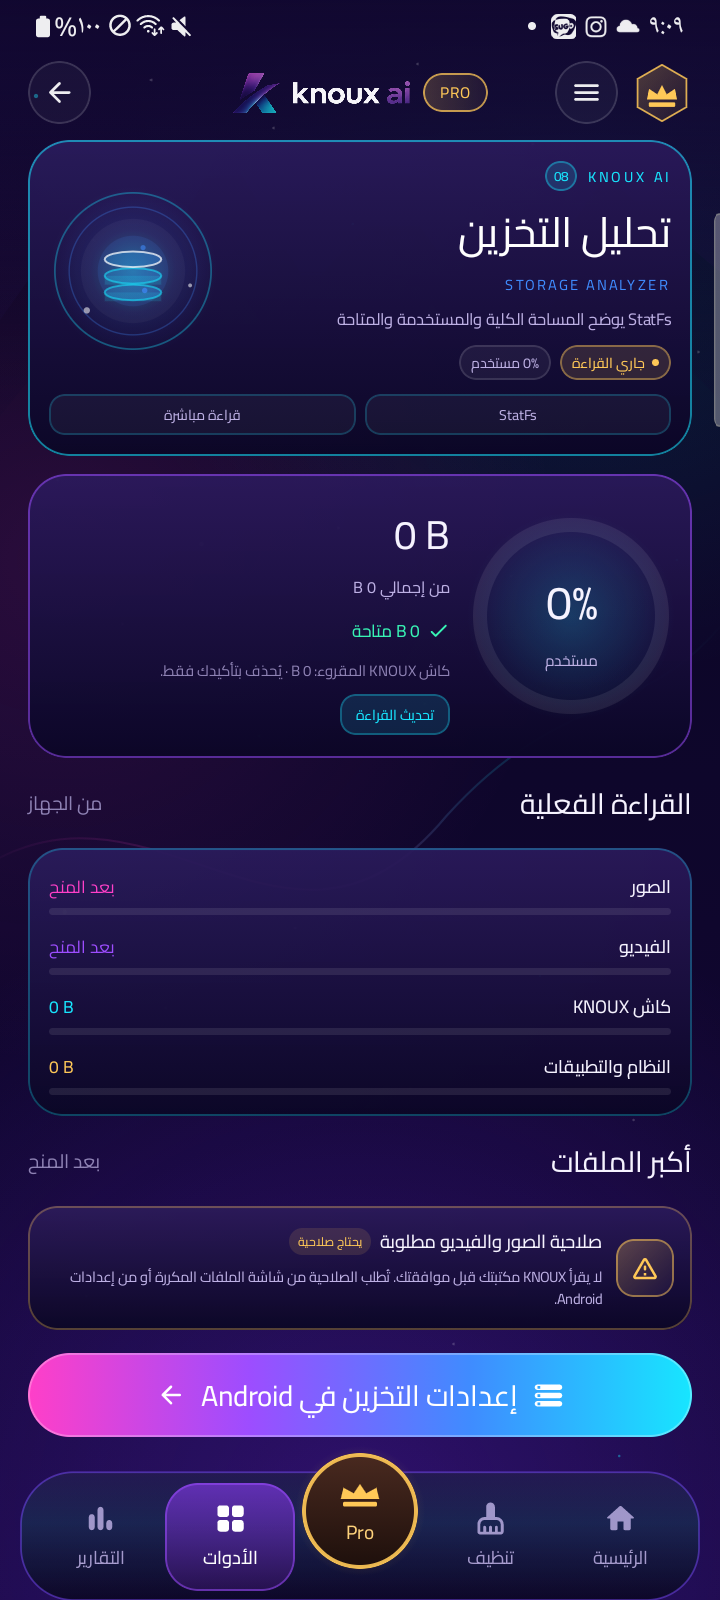 ٩:٠٩
%١٠٠
knoux ai PRO
KNOUX AI 08
تحليل التخزين
STORAGE ANALYZER
StatFs يوضح المساحة الكلية والمستخدمة والمتاحة
جاري القراءة
0% مستخدم
StatFs
قراءة مباشرة
0%
مستخدم
0 B
من إجمالي 0 B
0 B متاحة
كاش KNOUX المقروء: 0 B · يُحذف بتأكيدك فقط.
تحديث القراءة
القراءة الفعلية
من الجهاز
الصور
بعد المنح
الفيديو
بعد المنح
كاش KNOUX
0 B
النظام والتطبيقات
0 B
أكبر الملفات
بعد المنح
صلاحية الصور والفيديو مطلوبة
يحتاج صلاحية
لا يقرأ KNOUX مكتبتك قبل موافقتك. تُطلب الصلاحية من شاشة الملفات المكررة أو من إعدادات
Android.
إعدادات التخزين في Android
الرئيسية
تنظيف
Pro
الأدوات
التقارير